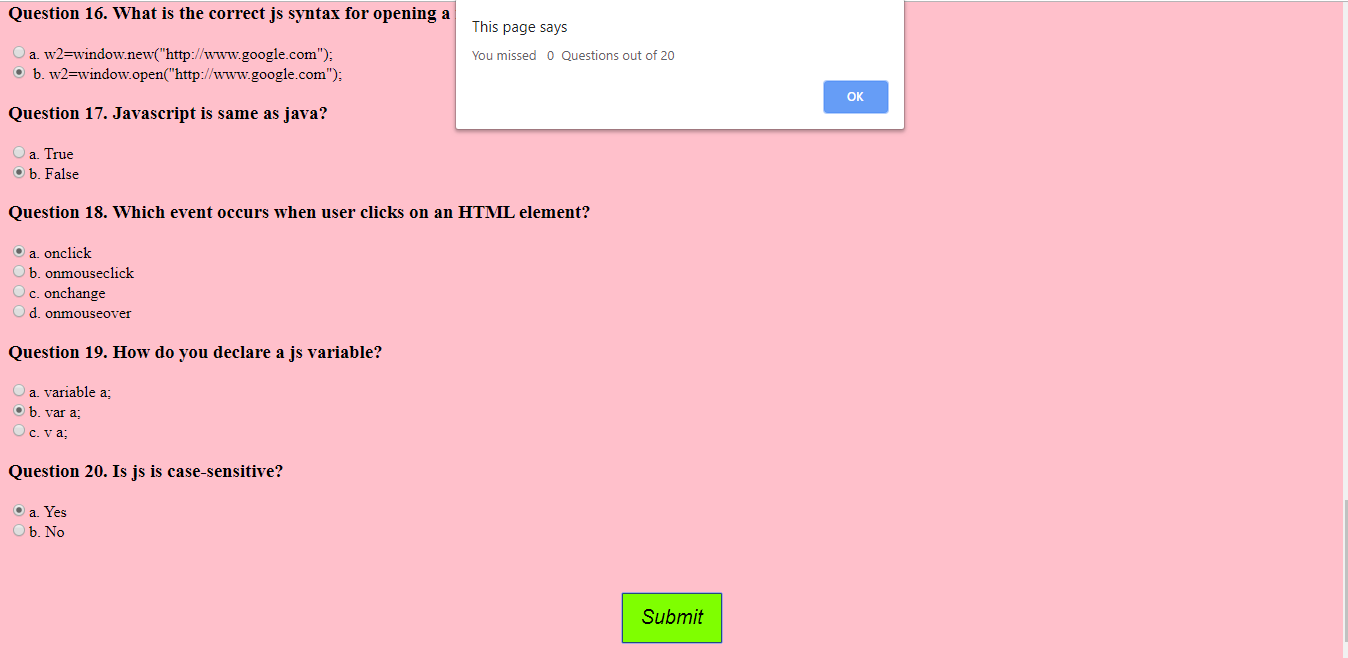 Question 16. What is the correct js syntax for opening a
This page says
You missed 0 Questions out of 20
OK
a. w2=window.new("http://www.google.com");
b. w2=window.open("http://www.google.com");
Question 17. Javascript is same as java?
a. True
b. False
Question 18. Which event occurs when user clicks on an HTML element?
a. onclick
b. onmouseclick
c. onchange
d. onmouseover
Question 19. How do you declare a js variable?
a. variable a;
b. var a;
c. v a;
Question 20. Is js is case-sensitive?
a. Yes
b. No
Submit